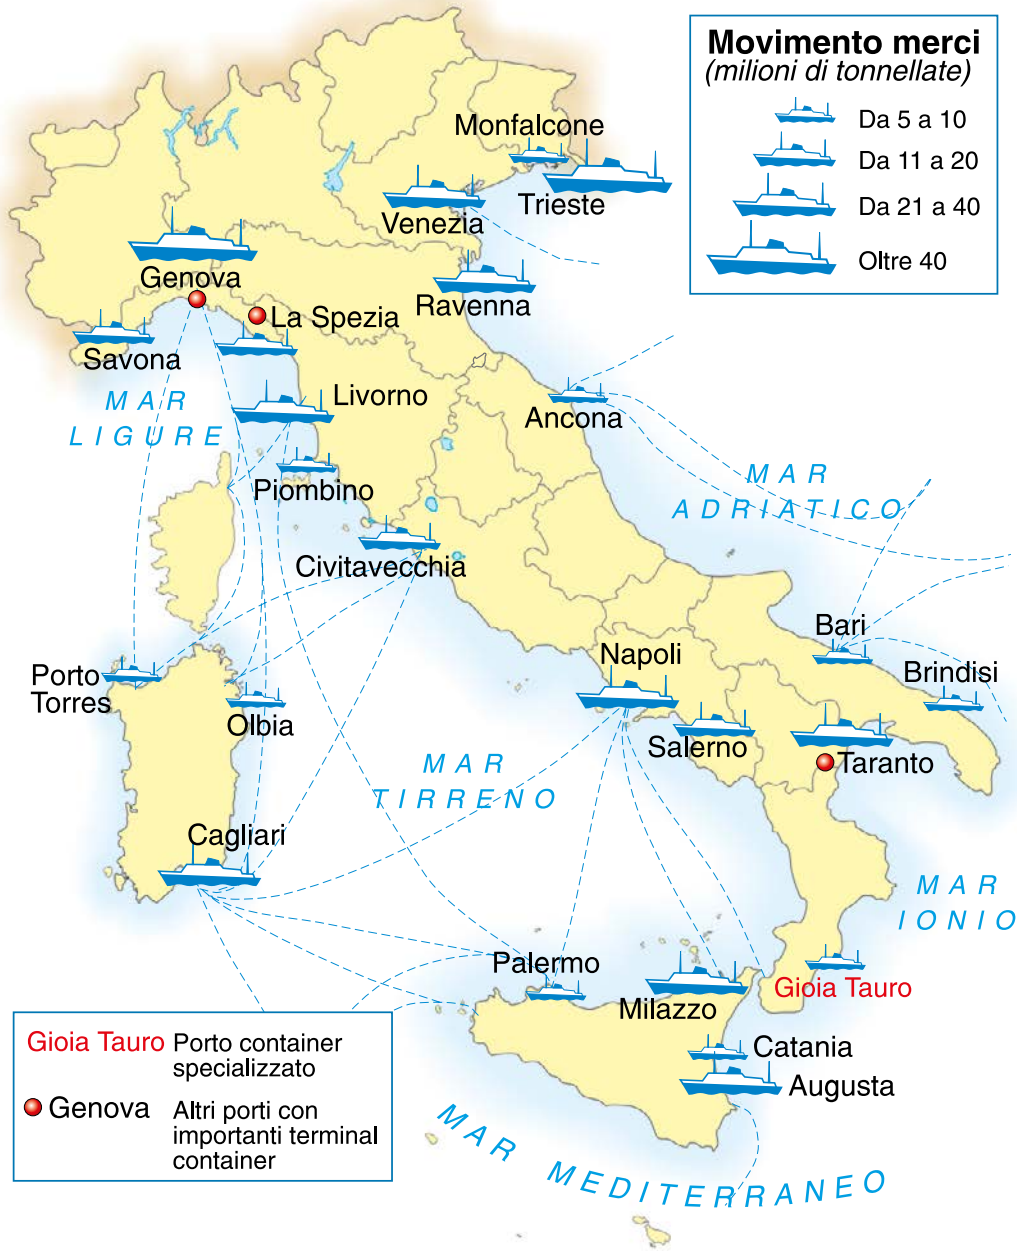 Movimento merci
(milioni di tonnellate)
Da 5 a 10
Da 11 a 20
Da 21 a 40
Oltre 40
Monfalcone
Trieste
Venezia
Genova
Ravenna
La Spezia
Savona
Livorno
MAR
LIGURE
Ancona
Piombino
MAR
ADRIATICO
Civitavecchia
Bari
Napoli
Brindisi
Porto
Torres
Olbia
Salerno
Taranto
MAR
TIRRENO
Cagliari
MAR
IONIO
Palermo
Milazzo
Gioia Tauro
Catania
Augusta
MAR MEDITERRANEO
Gioia Tauro Porto container
specializzato
Genova Altri porti con
importanti terminal
container